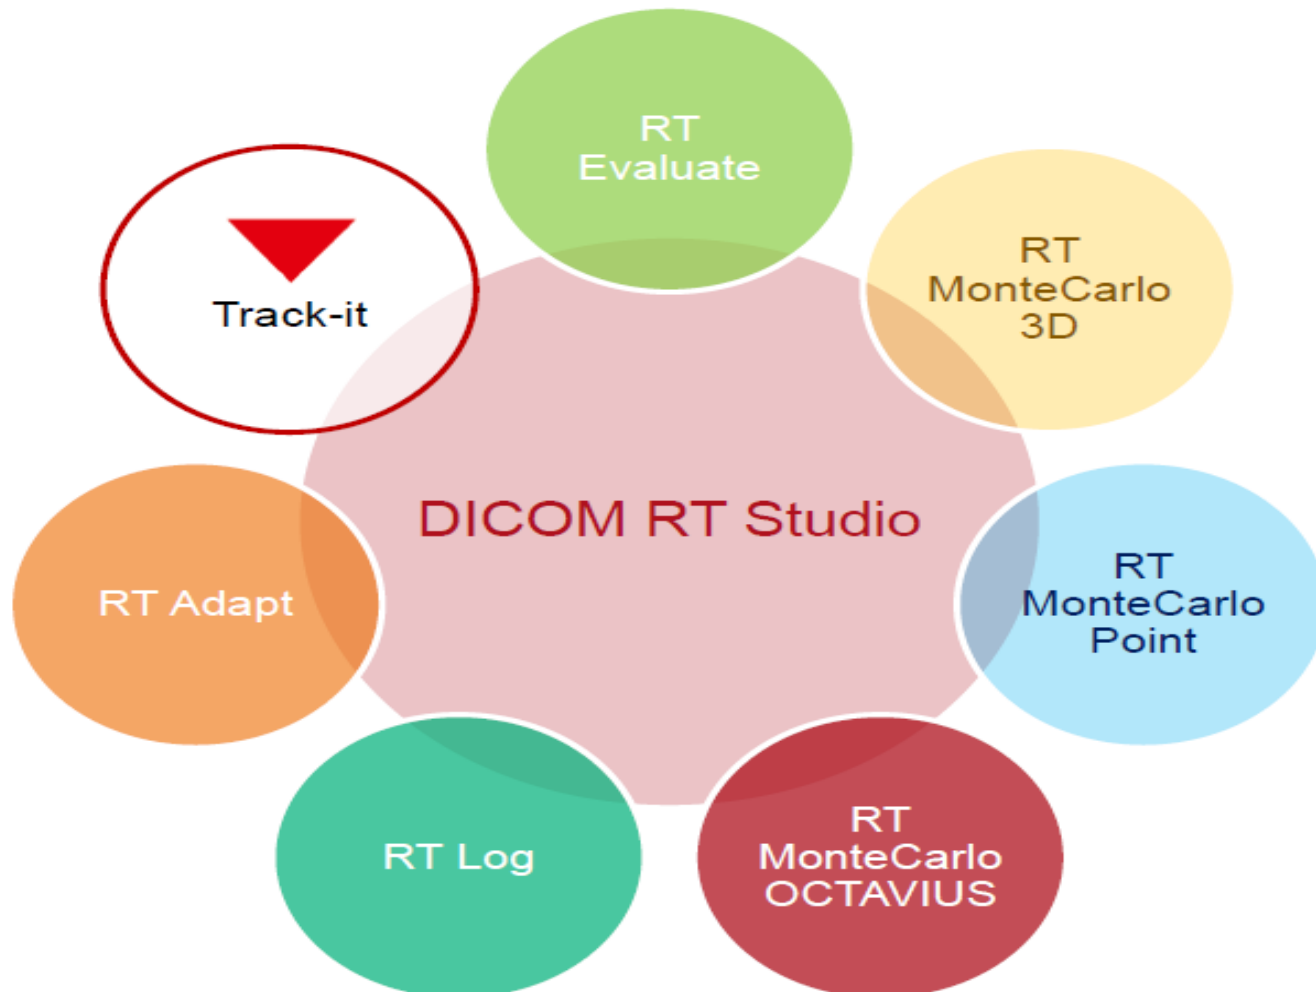 RT
Evaluate
RT
MonteCarlo
3D
Track-it
DICOM RT Studio
RT
MonteCarlo
Point
RT Adapt
RT Log
RT
MonteCarlo
OCTAVIUS